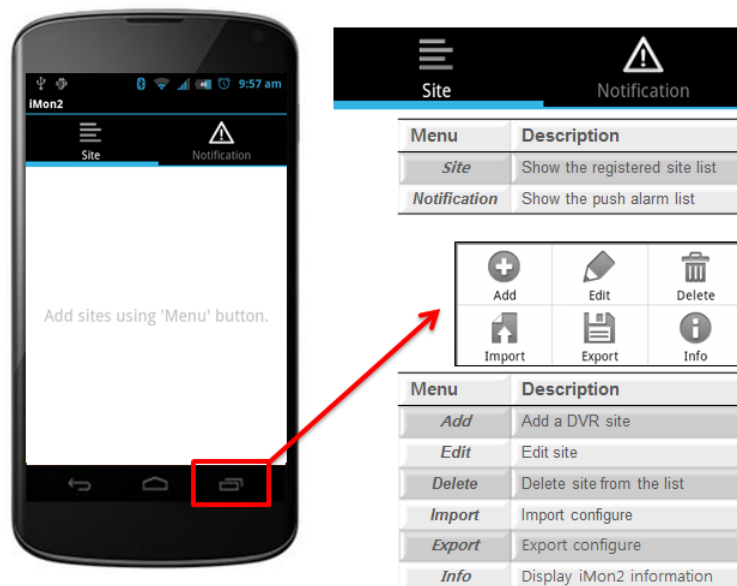 9:57 am
iMon2
Site
Notification
Add sites using 'Menu' button.
Site
Notification
Menu Description
Site Show the registered site list
Notification Show the push alarm list
Add Edit Delete
Import Export Info
Menu Description
Add Add a DVR site
Edit Edit site
Delete Delete site from the list
Import Import configure
Export Export configure
Info Display iMon2 information